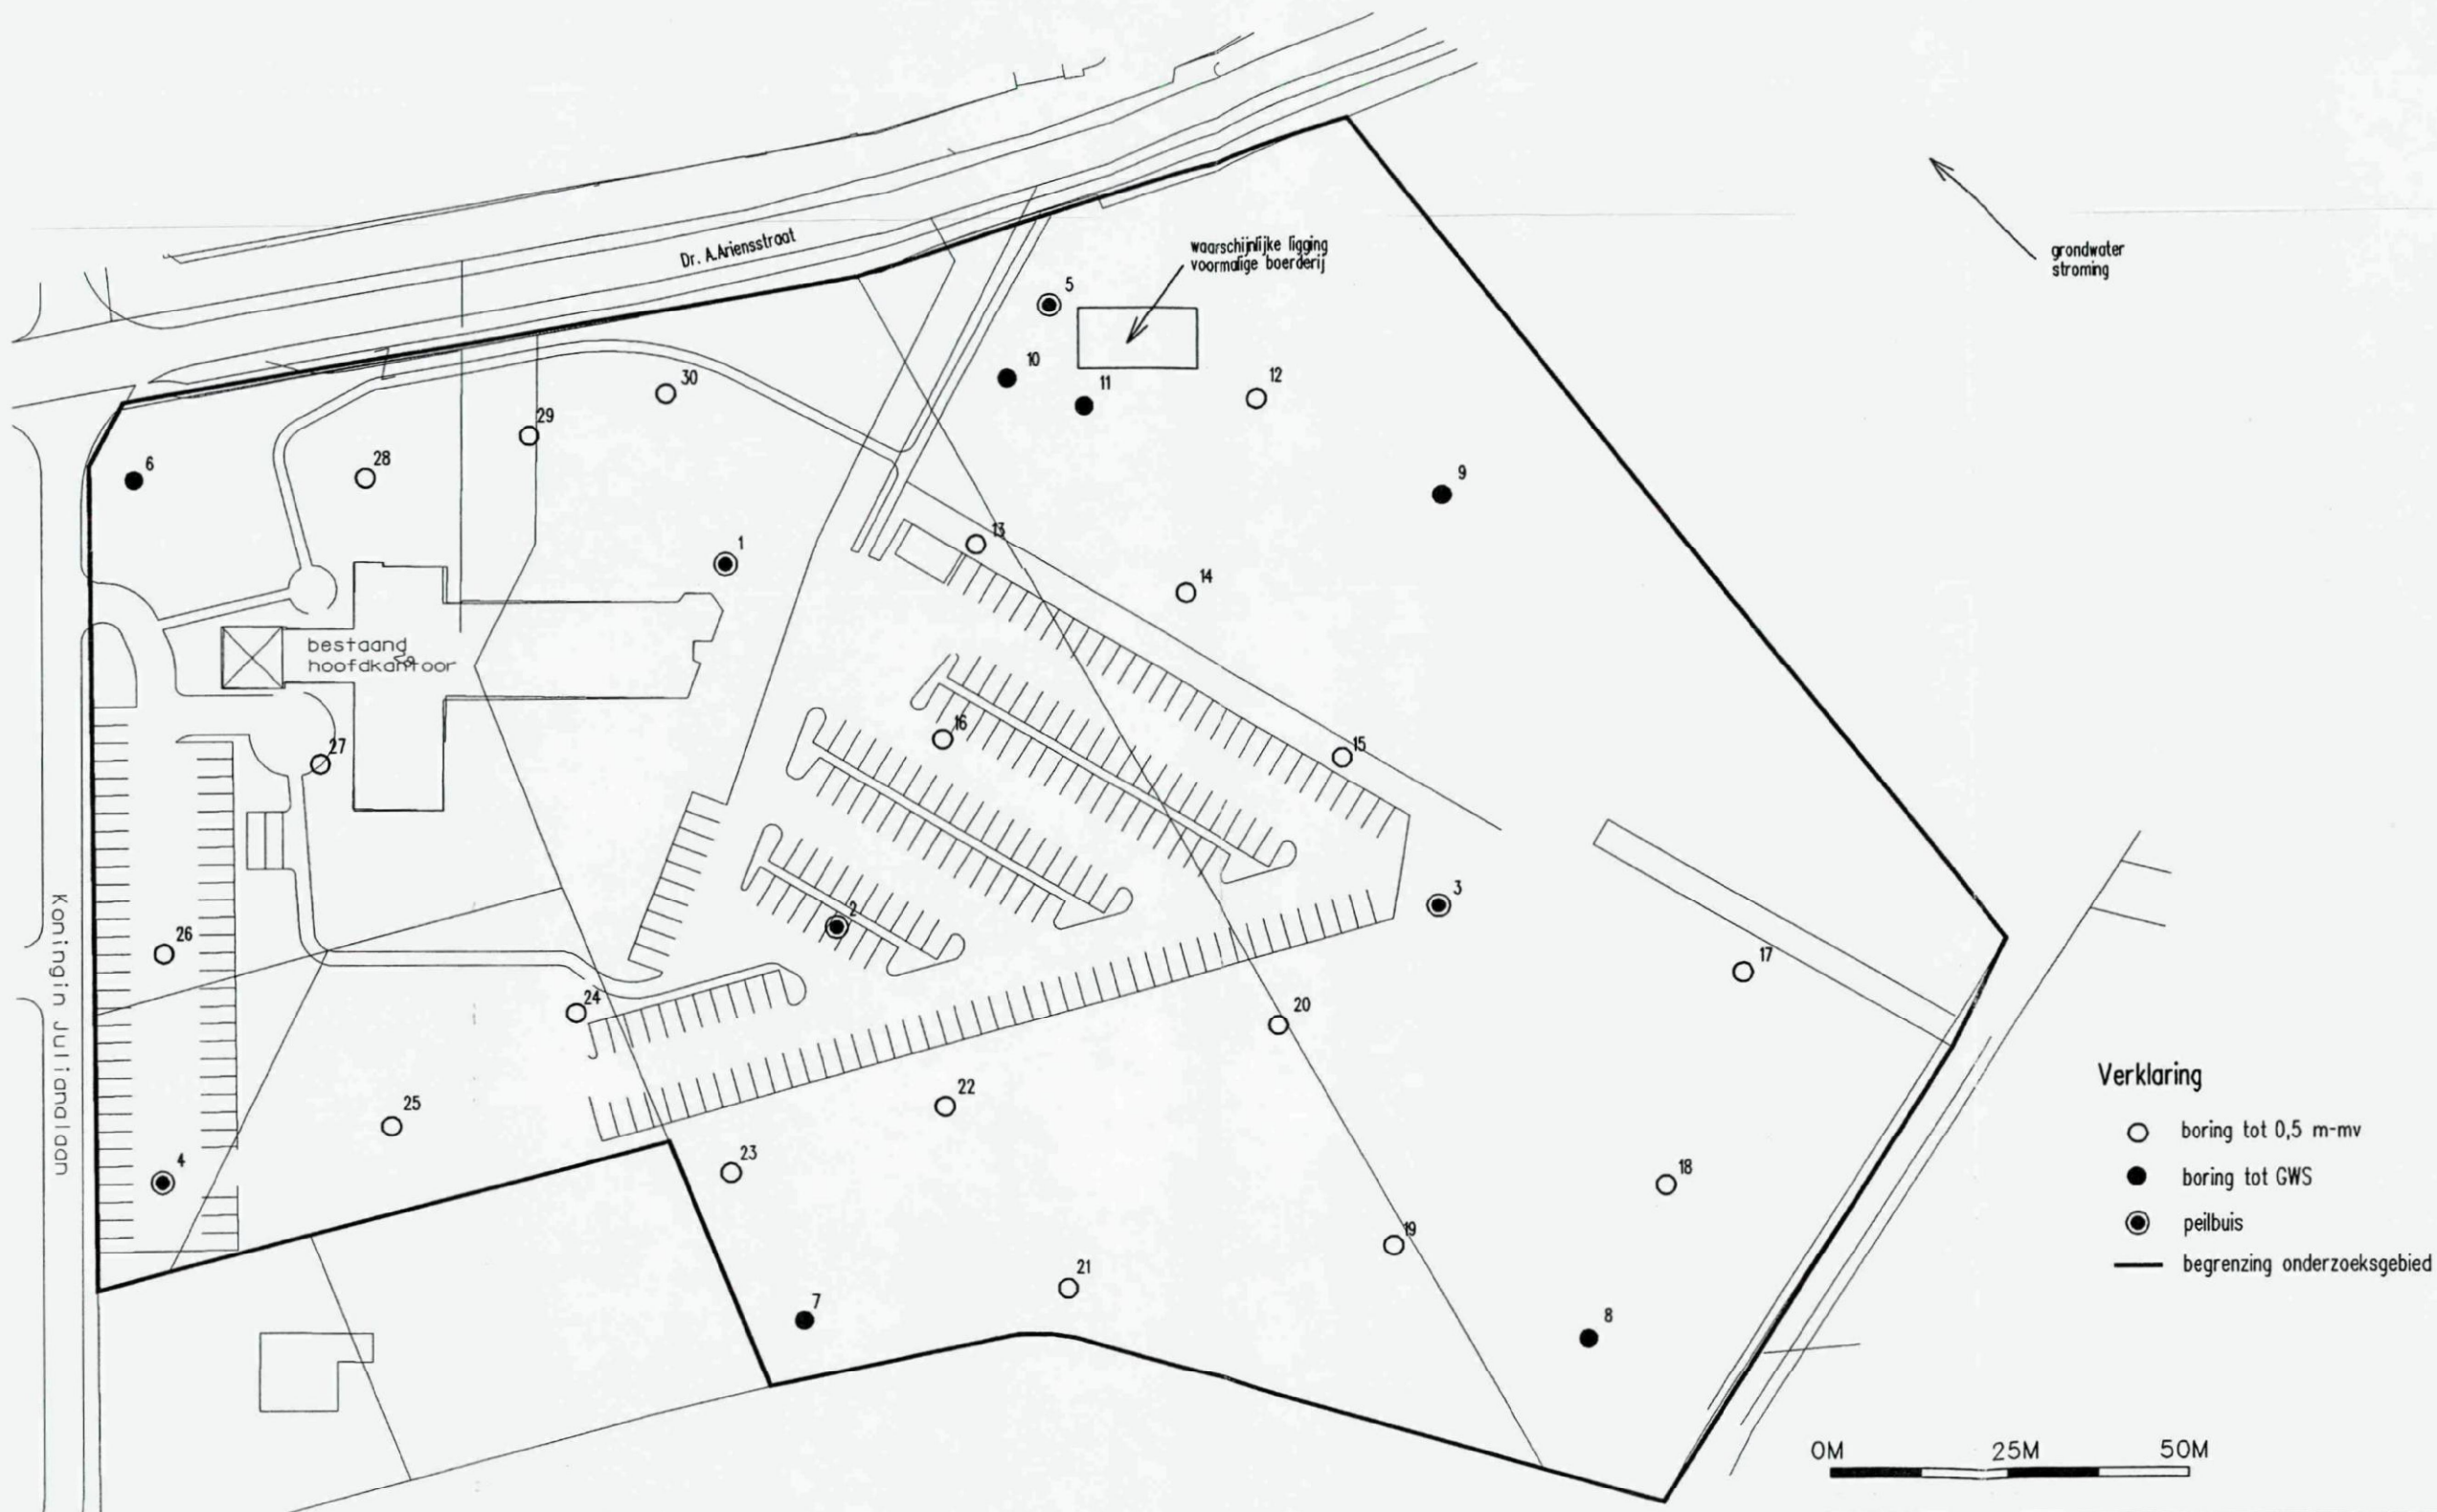 Dr. A.Ariensstraat
waarschijnlijke ligging
voormalige boerderij
grondwater
stroming
5
10
11
12
30
29
28
6
9
13
1
14
bestaand
hoofdkantoor
16
15
27
3
2
26
17
Koningin Julianalaan
24
20
22
25
23
4
18
19
21
7
8
Verklaring
boring tot 0,5 m-mv
boring tot GWS
peilbuis
begrenzing onderzoeksgebied
0M 25M 50M